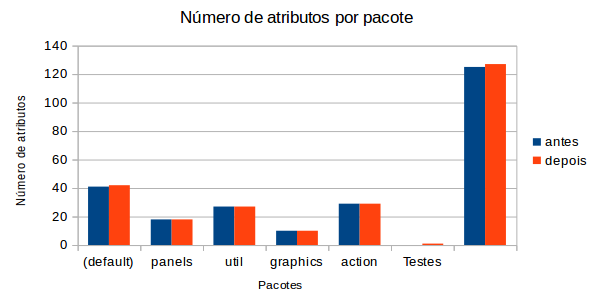 Número de atributos por pacote
Número de atributos
140
120
100
80
60
40
20
0
(default) panels util graphics action Testes
Pacotes
antes
depois